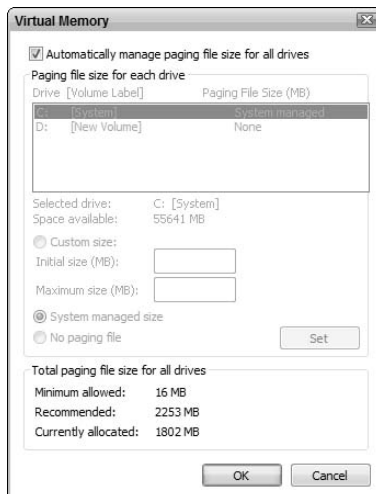 Virtual Memory
Automatically manage paging file size for all drives
Paging file size for each drive
Drive [Volume Label] Paging File Size (MB)
C: [System] System managed
D: [New Volume] None
Selected drive: C: [System]
Space available: 55641 MB
Custom size:
Initial size (MB):
Maximum size (MB):
System managed size
No paging file
Set
Total paging file size for all drives
Minimum allowed: 16 MB
Recommended: 2253 MB
Currently allocated: 1802 MB
OK Cancel